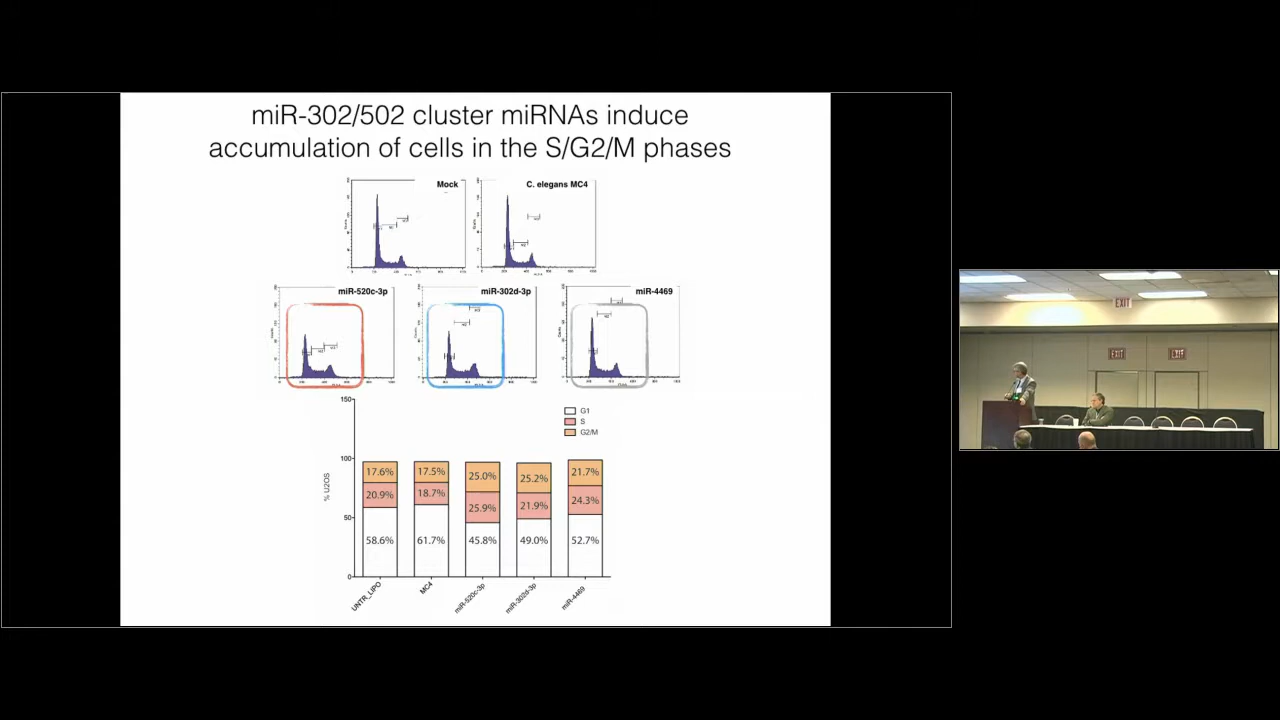 miR-302/502 cluster miRNAs induce
accumulation of cells in the S/G2/M phases
Mock
C. elegans MC4
miR-520c-3p
miR-302d-3p
miR-4469
150
100
50
0
% U2OS
G1
S
G2/M
17.6%
17.5%
25.0%
25.2%
21.7%
20.9%
18.7%
25.9%
21.9%
24.3%
58.6%
61.7%
45.8%
49.0%
52.7%
UNTR_LIPO
MC4
miR-520c-3p
miR-302d-3p
miR-4469
EXIT
EXIT
EXIT